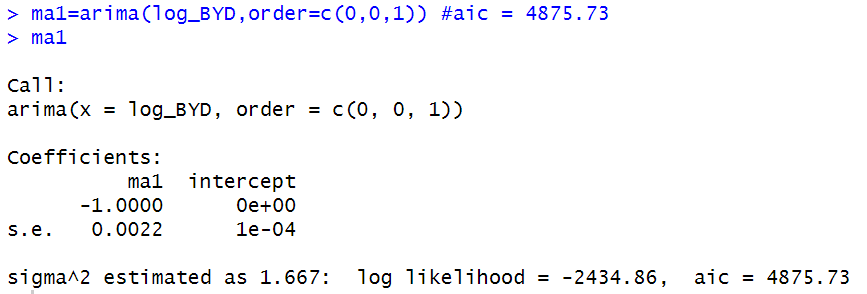 > ma1=arima(log_BYD,order=c(0,0,1)) #aic = 4875.73
> ma1
Call:
arima(x = log_BYD, order = c(0, 0, 1))
Coefficients:
ma1 intercept
-1.0000 0e+00
s.e. 0.0022 1e-04
sigma^2 estimated as 1.667: log likelihood = -2434.86, aic = 4875.73